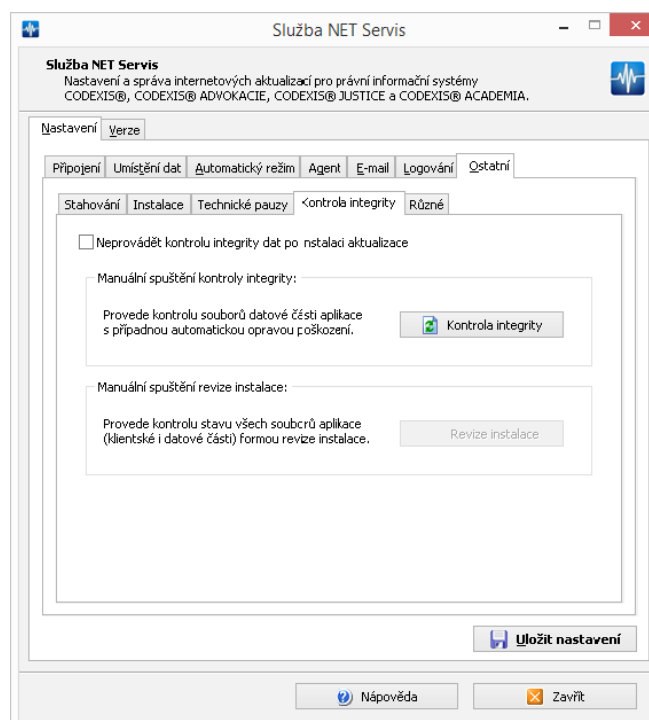 Služba NET Servis
Služba NET Servis
Nastavení a správa internetových aktualizací pro právní informační systémy
CODEXIS®, CODEXIS® ADVOKACIE, CODEXIS® JUSTICE a CODEXIS® ACADEMIA.
Nastavení Verze
Připojení Umístění dat Automatický režim Agent E-mail Logování Ostatní
Stahování Instalace Technické pauzy Kontrola integrity Různé
Neprovádět kontrolu integrity dat po instalaci aktualizace
Manuální spuštění kontroly integrity:
Provede kontrolu souborů datové části aplikace
s případnou automatickou opravou poškození.
Kontrola integrity
Manuální spuštění revize instalace:
Provede kontrolu stavu všech souborů aplikace
(klientské i datové části) formou revize instalace.
Revize instalace
Uložit nastavení
Nápověda Zavřít